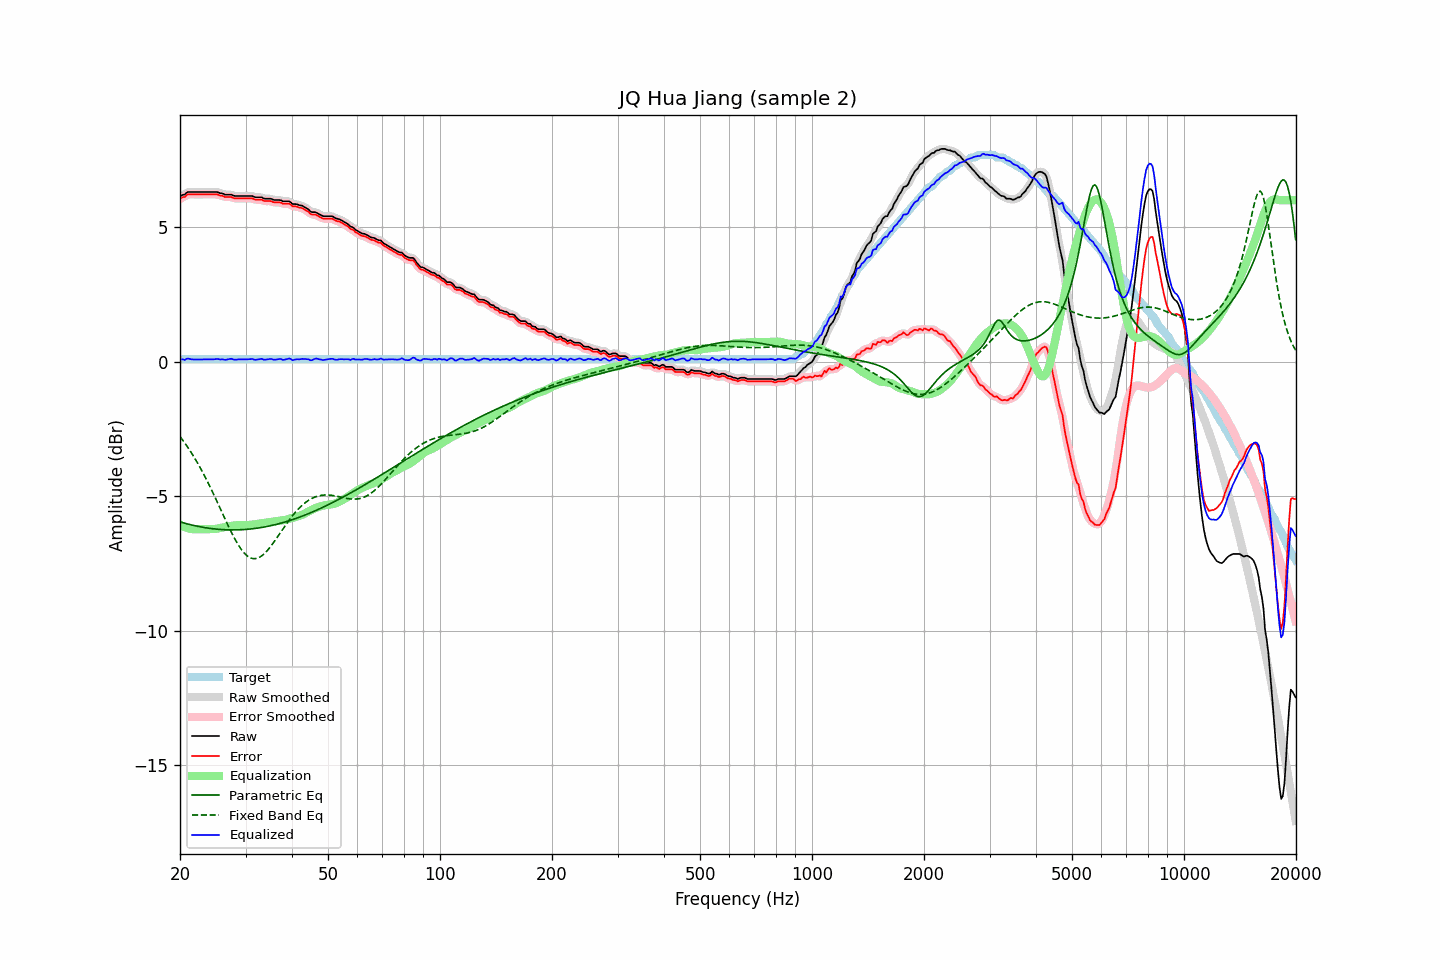 JQ Hua Jiang (sample 2)
Amplitude (dBr)
5
0
−5
−10
−15
Target
Raw Smoothed
Error Smoothed
Raw
Error
Equalization
Parametric Eq
Fixed Band Eq
Equalized
20 50 100 200 500 1000 2000 5000 10000 20000
Frequency (Hz)